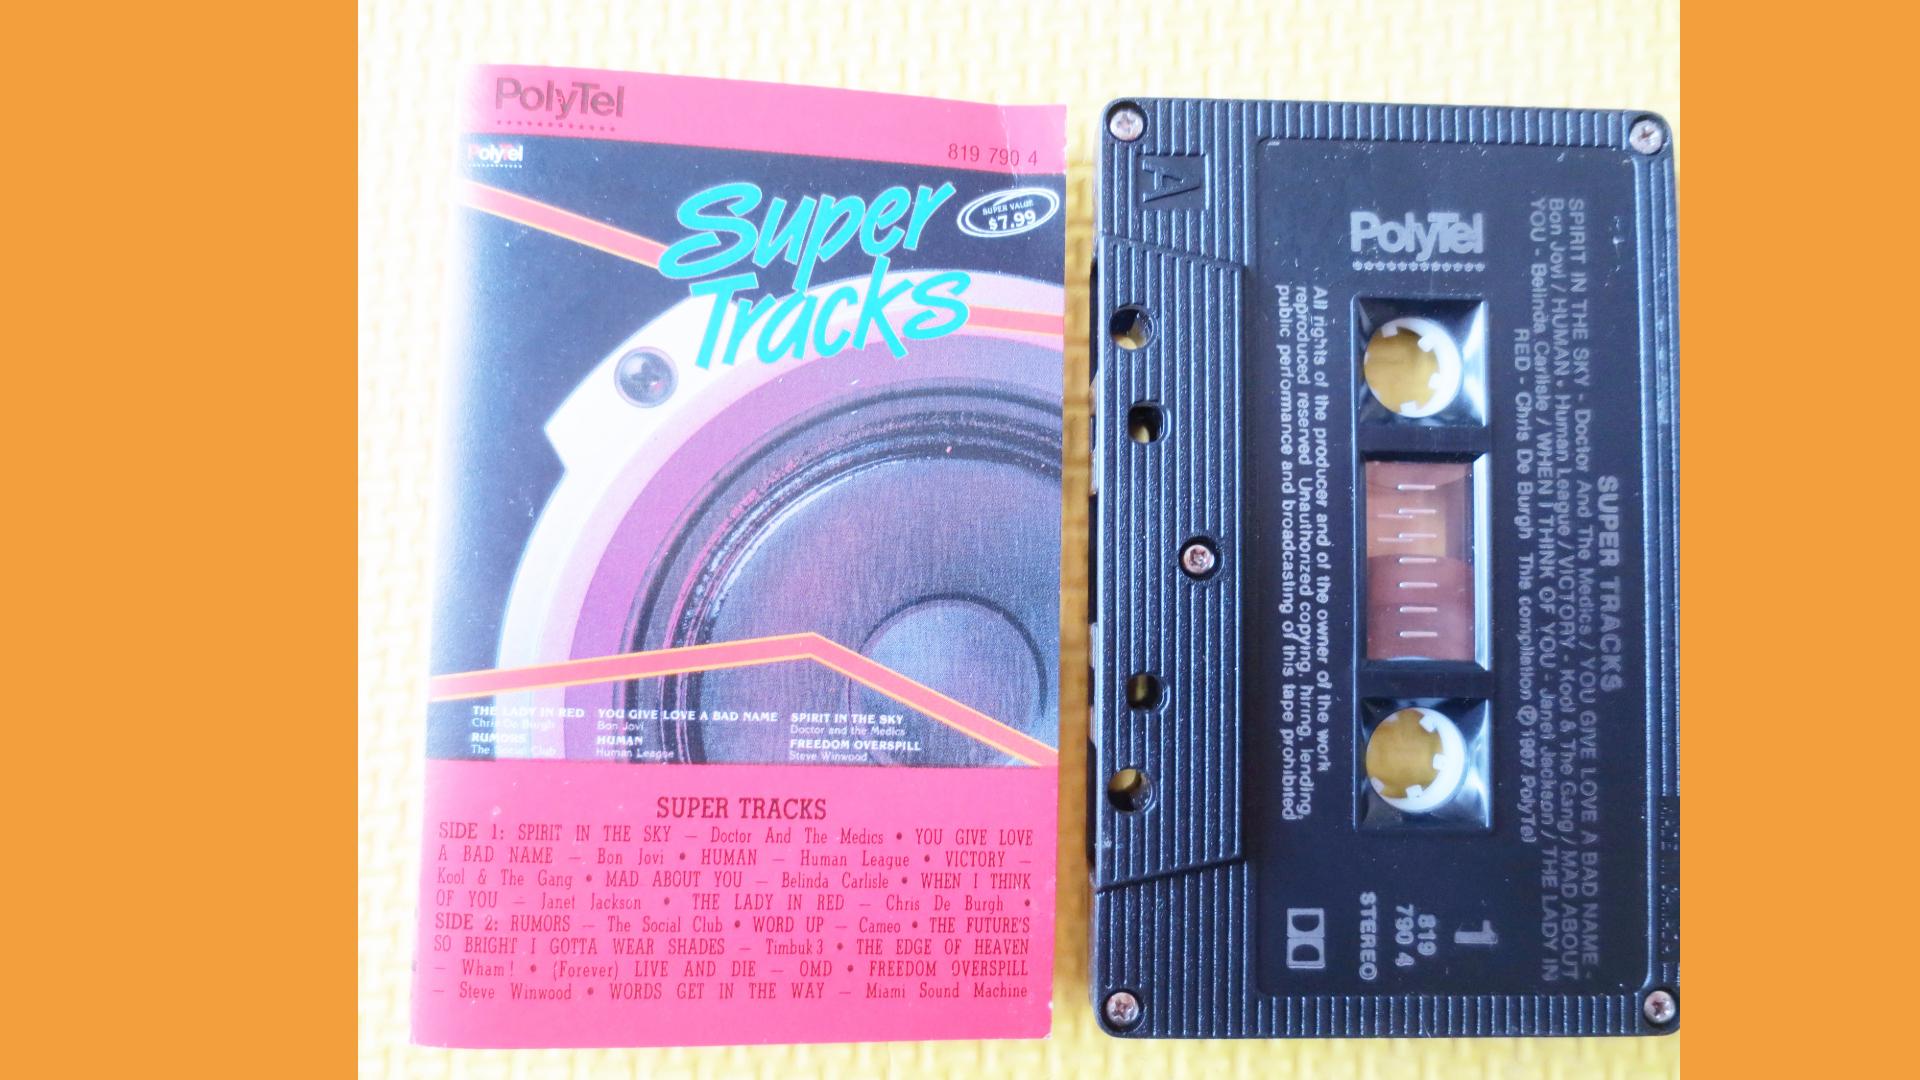 PolyTel
819 790 4
PolyTel
Super
Tracks
SUPER VALUE
$7.99
THE LADY IN RED
Chris De Burgh
RUMORS
The Social Club
YOU GIVE LOVE A BAD NAME
Bon Jovi
HUMAN
Human League
SPIRIT IN THE SKY
Doctor and the Medics
FREEDOM OVERSPILL
Steve Winwood
SUPER TRACKS
SIDE 1: SPIRIT IN THE SKY — Doctor And The Medics • YOU GIVE LOVE
A BAD NAME — Bon Jovi • HUMAN — Human League • VICTORY —
Kool & The Gang • MAD ABOUT YOU — Belinda Carlisle • WHEN I THINK
OF YOU — Janet Jackson • THE LADY IN RED — Chris De Burgh •
SIDE 2: RUMORS — The Social Club • WORD UP — Cameo • THE FUTURE'S
SO BRIGHT I GOTTA WEAR SHADES — Timbuk 3 • THE EDGE OF HEAVEN
— Wham! • (Forever) LIVE AND DIE — OMD • FREEDOM OVERSPILL
— Steve Winwood • WORDS GET IN THE WAY — Miami Sound Machine
A
PolyTel
SUPER TRACKS
SPIRIT IN THE SKY - Doctor And The Medics / YOU GIVE LOVE A BAD NAME -
Bon Jovi / HUMAN - Human League / VICTORY - Kool & The Gang / MAD ABOUT
YOU - Belinda Carlisle / WHEN I THINK OF YOU - Janet Jackson / THE LADY IN
RED - Chris De Burgh This compilation ℗ 1987 PolyTel
All rights of the producer and of the owner of the work
reproduced reserved Unauthorized copying, hiring, lending,
public performance and broadcasting of this tape prohibited
1
819
790 4
STEREO